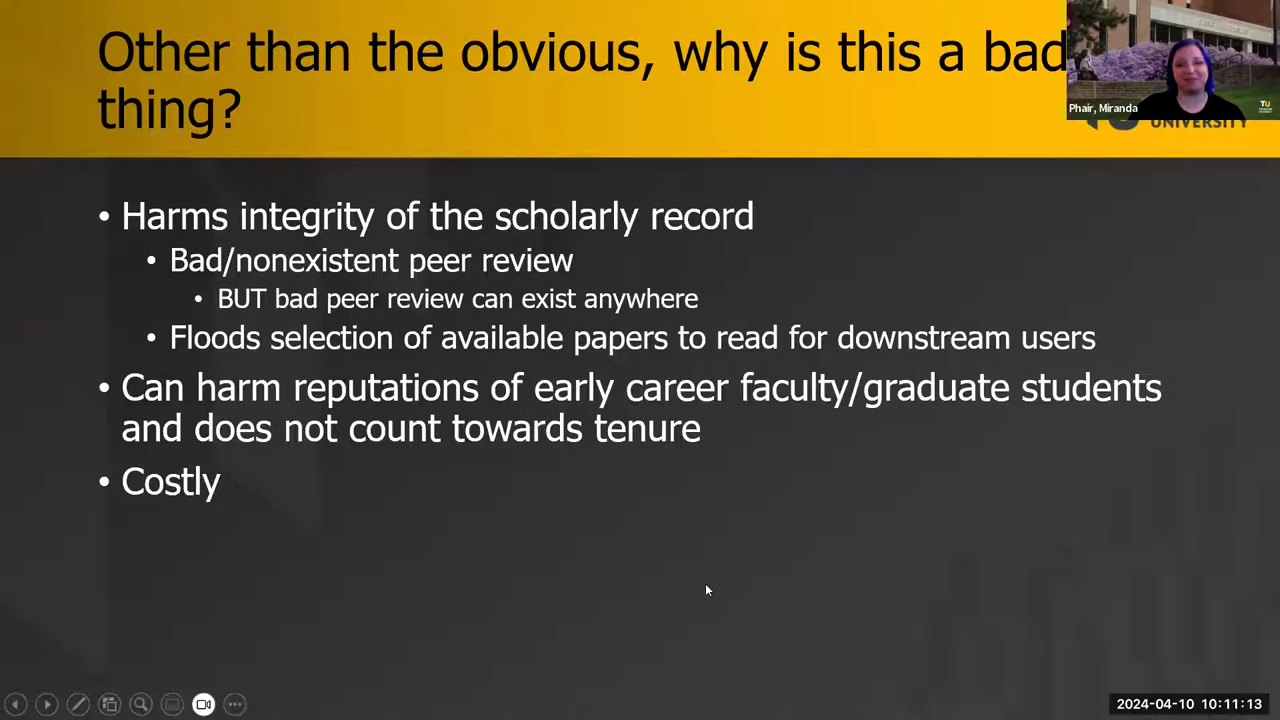 Other than the obvious, why is this a bad
thing?
Phair, Miranda
TU
UNIVERSITY
• Harms integrity of the scholarly record
• Bad/nonexistent peer review
• BUT bad peer review can exist anywhere
• Floods selection of available papers to read for downstream users
• Can harm reputations of early career faculty/graduate students
and does not count towards tenure
• Costly
2024-04-10 10:11:13